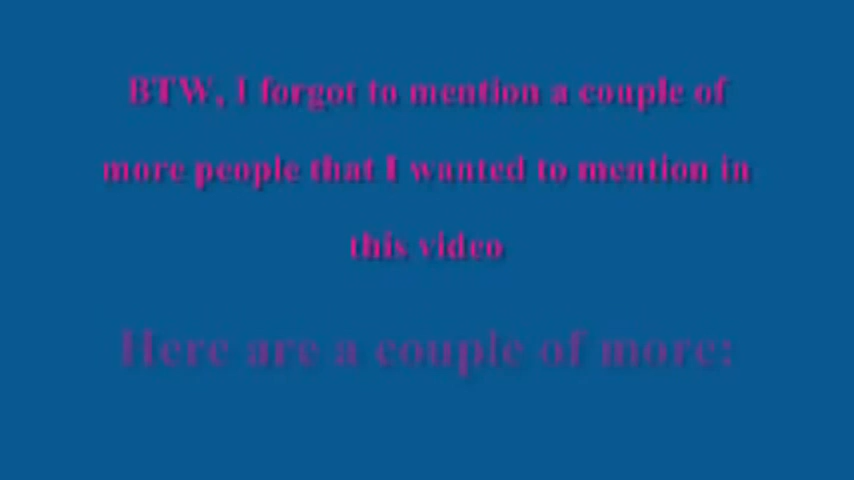 BTW, I forgot to mention a couple of
more people that I wanted to mention in
this video
Here are a couple of more: